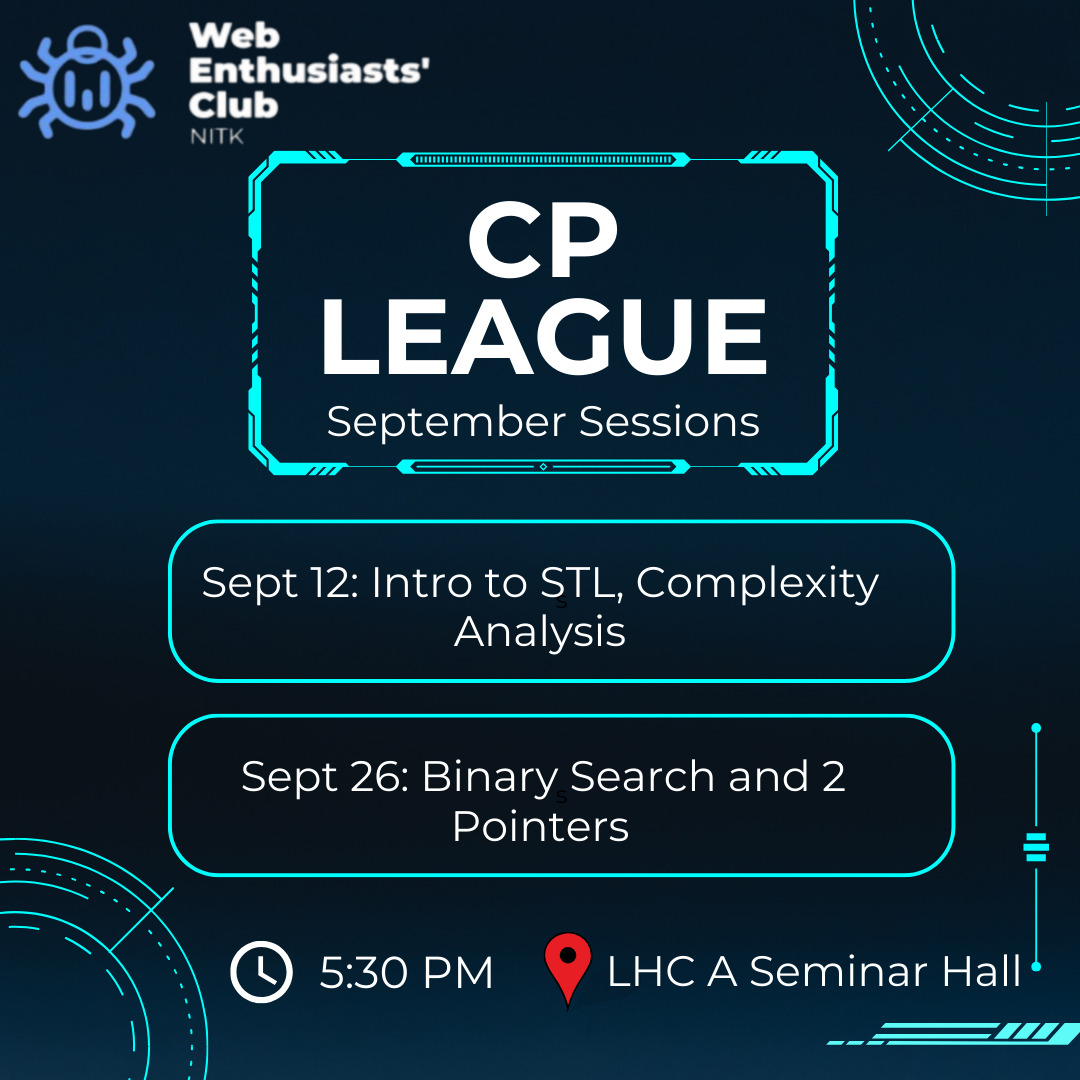 Web
Enthusiasts'
Club
NITK
CP
LEAGUE
September Sessions
Sept 12: Intro to STL, Complexity
s
Analysis
Sept 26: Binary Search and 2
s
Pointers
5:30 PM
LHC A Seminar Hall